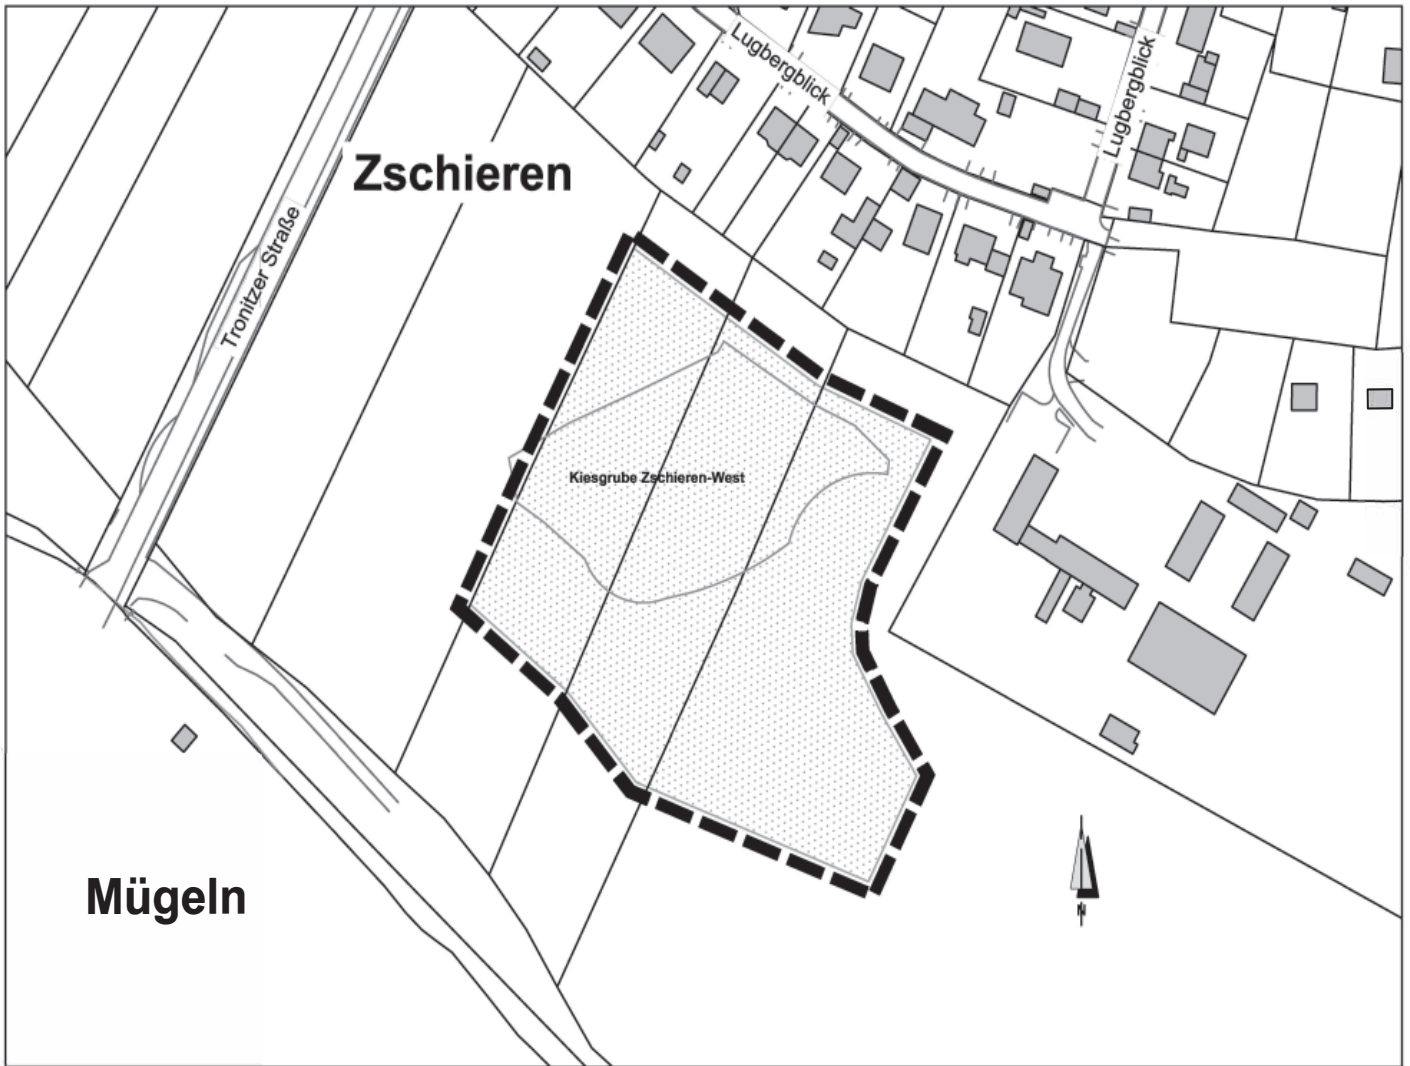 Lugbergblick
Lugbergblick
Zschieren
Tronitzer Straße
Kiesgrube Zschieren-West
Mügeln
N